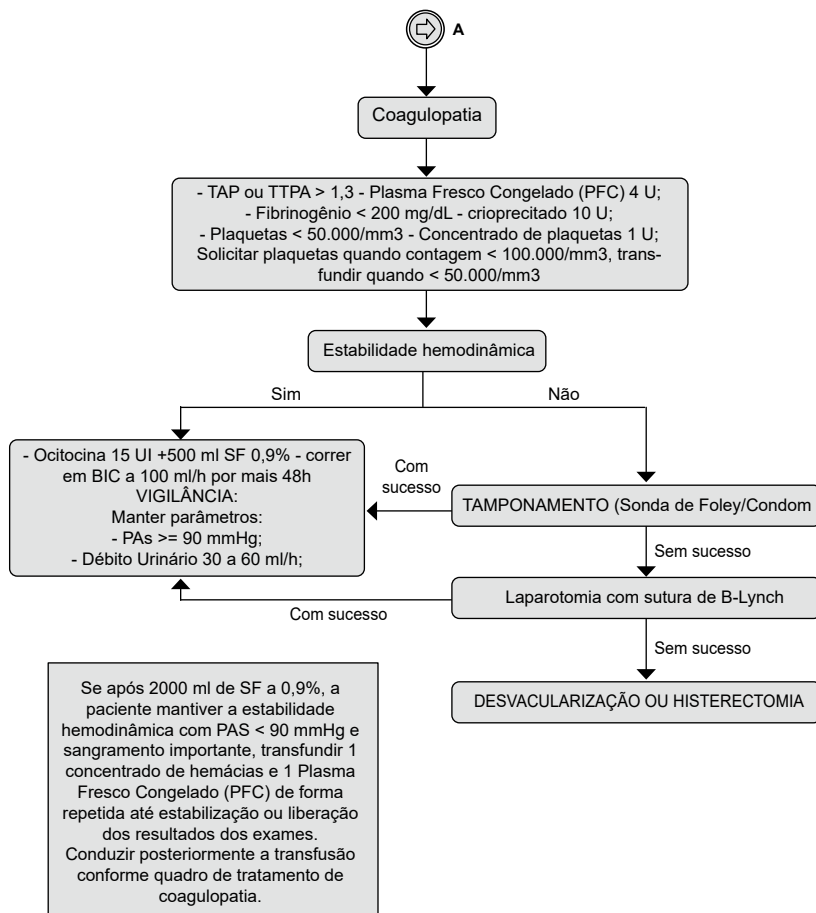 A
Coagulopatia
- TAP ou TTPA > 1,3 - Plasma Fresco Congelado (PFC) 4 U;
- Fibrinogênio < 200 mg/dL - crioprecitado 10 U;
- Plaquetas < 50.000/mm3 - Concentrado de plaquetas 1 U;
Solicitar plaquetas quando contagem < 100.000/mm3, trans-
fundir quando < 50.000/mm3
Estabilidade hemodinâmica
Sim
Não
- Ocitocina 15 UI +500 ml SF 0,9% - correr
em BIC a 100 ml/h por mais 48h
VIGILÂNCIA:
Manter parâmetros:
- PAs >= 90 mmHg;
- Débito Urinário 30 a 60 ml/h;
Com
sucesso
TAMPONAMENTO (Sonda de Foley/Condom
Sem sucesso
Laparotomia com sutura de B-Lynch
Com sucesso
Sem sucesso
DESVACULARIZAÇÃO OU HISTERECTOMIA
Se após 2000 ml de SF a 0,9%, a
paciente mantiver a estabilidade
hemodinâmica com PAS < 90 mmHg e
sangramento importante, transfundir 1
concentrado de hemácias e 1 Plasma
Fresco Congelado (PFC) de forma
repetida até estabilização ou liberação
dos resultados dos exames.
Conduzir posteriormente a transfusão
conforme quadro de tratamento de
coagulopatia.